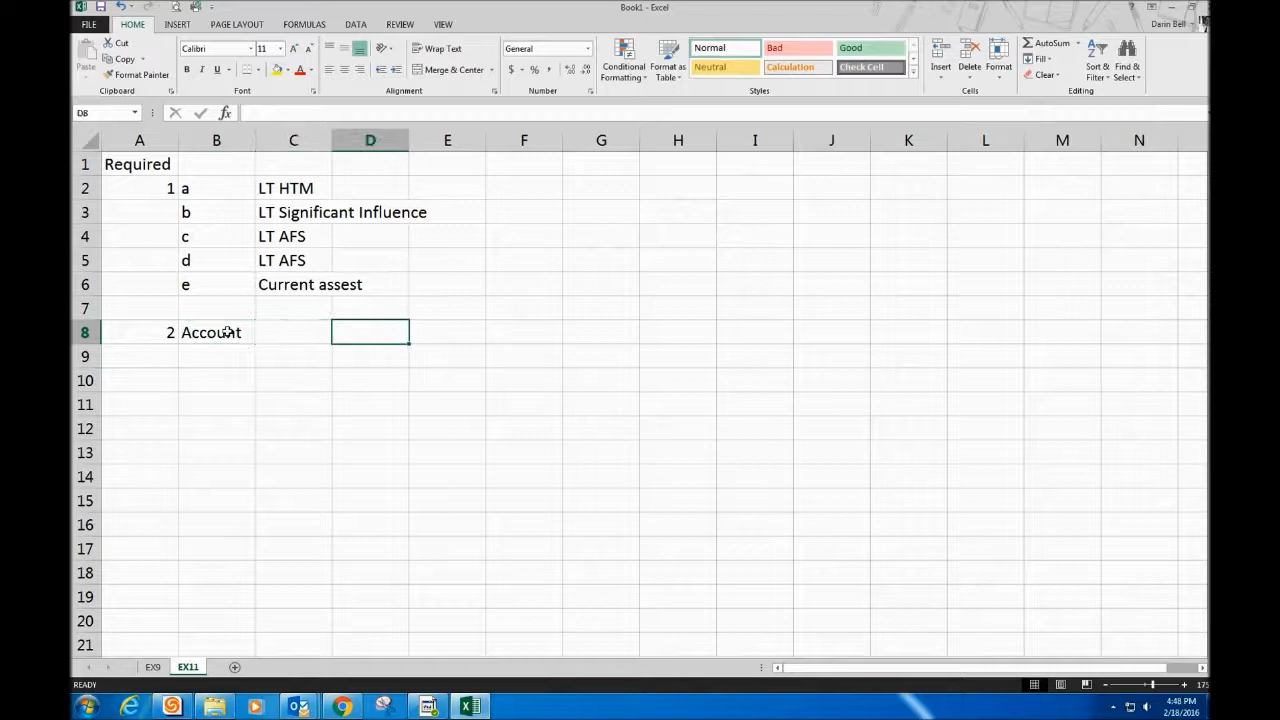 Book1 - Excel
FILE HOME INSERT PAGE LAYOUT FORMULAS DATA REVIEW VIEW
Darin Bell
Cut
Copy
Format Painter
Paste
Clipboard
Calibri 11
B I U
Font
Wrap Text
Merge & Center
Alignment
General
$ % ,
Number
Conditional Formatting
Format as Table
Normal Bad Good
Neutral Calculation Check Cell
Styles
Insert Delete Format
Cells
AutoSum
Fill
Clear
Sort & Filter
Find & Select
Editing
D8 fx
A B C D E F G H I J K L M N
1 Required
2 1 a LT HTM
3 b LT Significant Influence
4 c LT AFS
5 d LT AFS
6 e Current assest
7
8 2 Account
9
10
11
12
13
14
15
16
17
18
19
20
21
EX9 EX11
READY
175
4:48 PM
2/18/2016